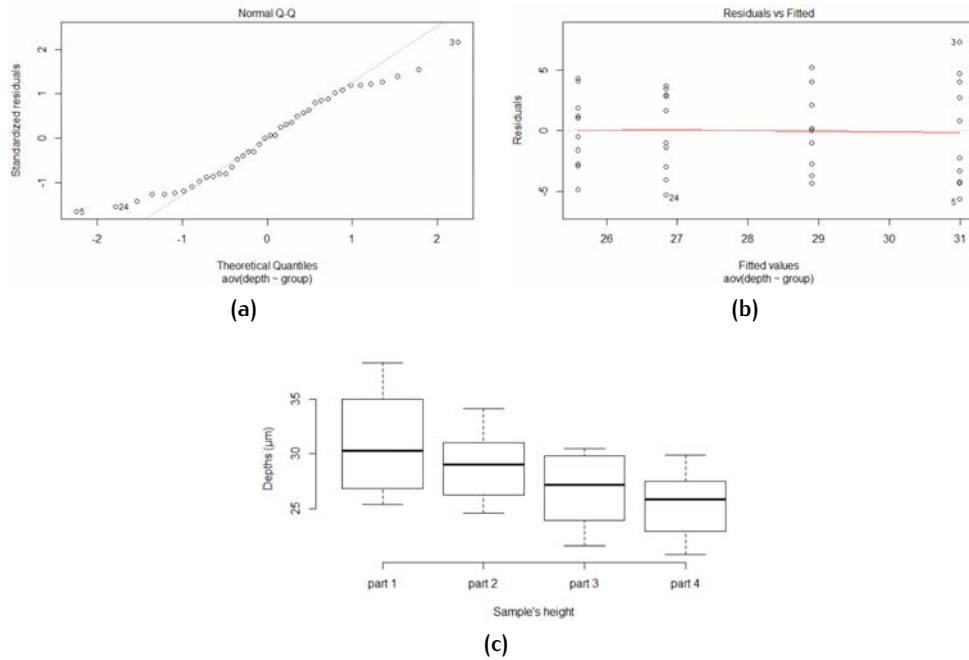 Normal Q-Q
Standardized residuals
2
1
0
-1
3
5
24
-2 -1 0 1 2
Theoretical Quantiles
aov(depth ~ group)
(a)
Residuals vs Fitted
Residuals
5
0
-5
3
24
5
26 27 28 29 30 31
Fitted values
aov(depth ~ group)
(b)
Depths (μm)
35
30
25
part 1 part 2 part 3 part 4
Sample's height
(c)